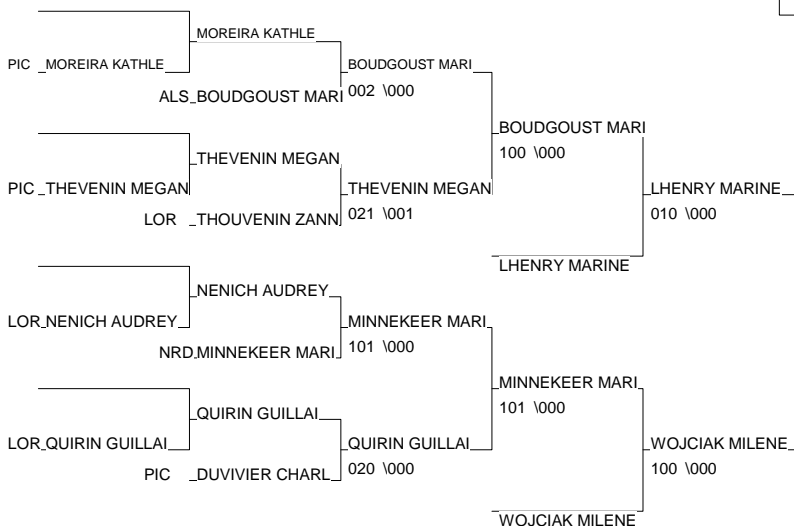 MOREIRA KATHLE
PIC MOREIRA KATHLE
BOUDGOUST MARI
ALS BOUDGOUST MARI
002 \000
BOUDGOUST MARI
100 \000
THEVENIN MEGAN
PIC THEVENIN MEGAN
THEVENIN MEGAN
LHENRY MARINE
LOR THOUVENIN ZANN
021 \001
010 \000
LHENRY MARINE
NENICH AUDREY
LOR NENICH AUDREY
MINNEKEER MARI
NRD MINNEKEER MARI
101 \000
MINNEKEER MARI
101 \000
QUIRIN GUILLAI
LOR QUIRIN GUILLAI
QUIRIN GUILLAI
WOJCIAK MILENE
PIC DUVIVIER CHARL
020 \000
100 \000
WOJCIAK MILENE